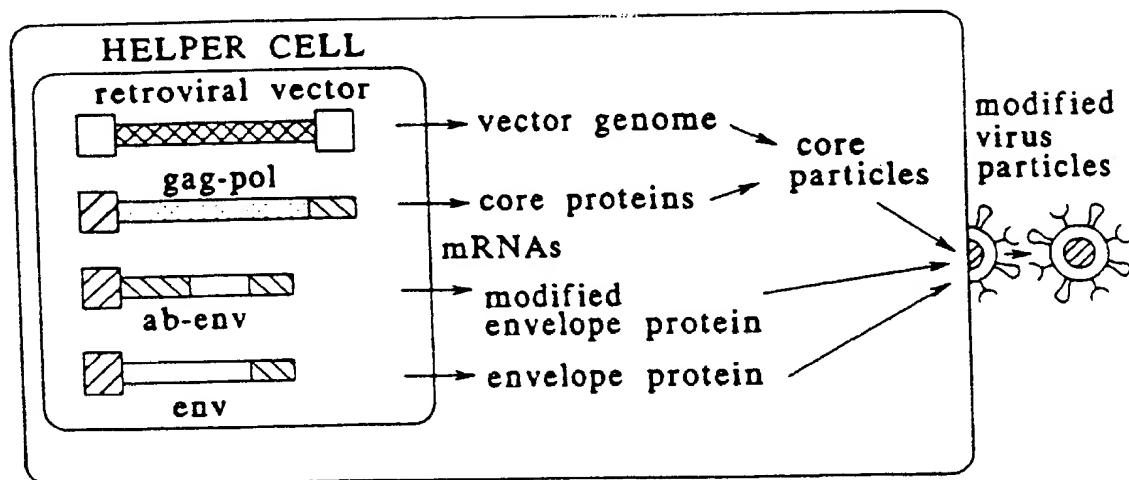 HELPER CELL
retroviral vector
vector genome
gag-pol
core proteins
core
particles
modified
virus
particles
mRNAs
ab-env
modified
envelope protein
env
envelope protein